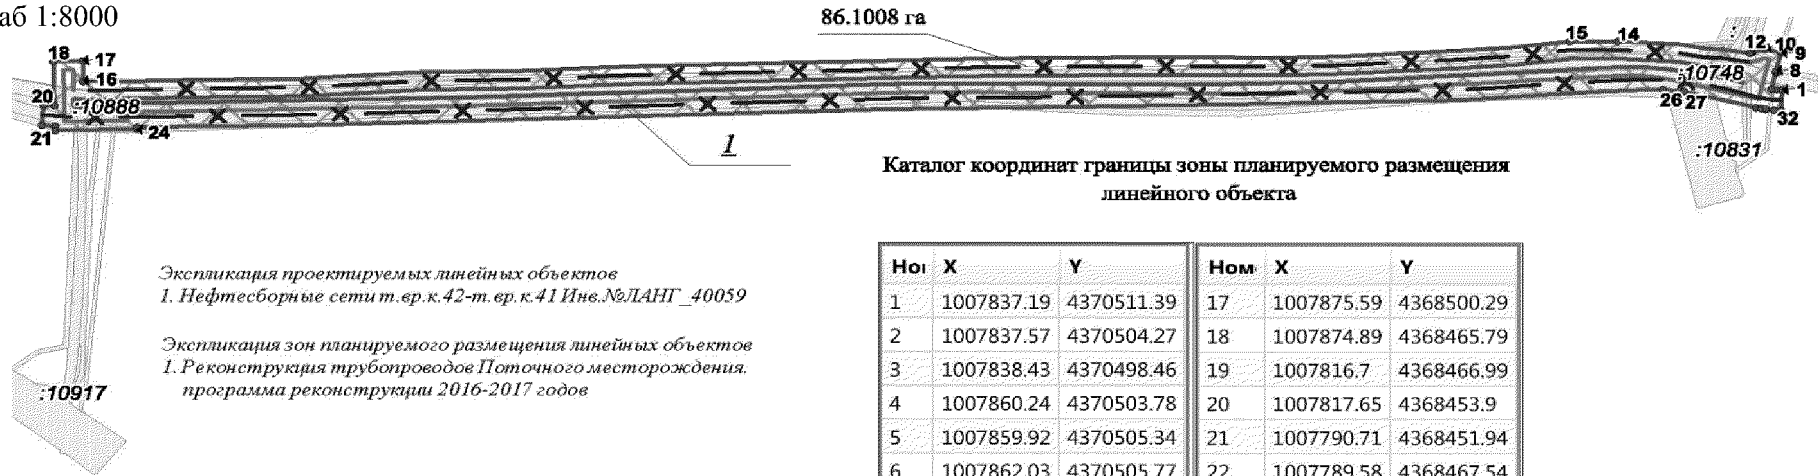 аб 1:8000
86.1008 га
18
17
16
20
:10888
21
24
15
14
12
10
9
:10748
8
1
26
27
32
:10831
1
:10917
Каталог координат границы зоны планируемого размещения
линейного объекта
Экспликация проектируемых линейных объектов
1. Нефтесборные сети т.вр.к.42-т.вр.к.41 Инв.№ЛАНГ_40059
Экспликация зон планируемого размещения линейных объектов
1. Реконструкция трубопроводов Поточного месторождения.
программа реконструкции 2016-2017 годов
Но X Y Ном X Y
1 1007837.19 4370511.39 17 1007875.59 4368500.29
2 1007837.57 4370504.27 18 1007874.89 4368465.79
3 1007838.43 4370498.46 19 1007816.7 4368466.99
4 1007860.24 4370503.78 20 1007817.65 4368453.9
5 1007859.92 4370505.34 21 1007790.71 4368451.94
6 1007862.03 4370505.77 22 1007789.58 4368467.54